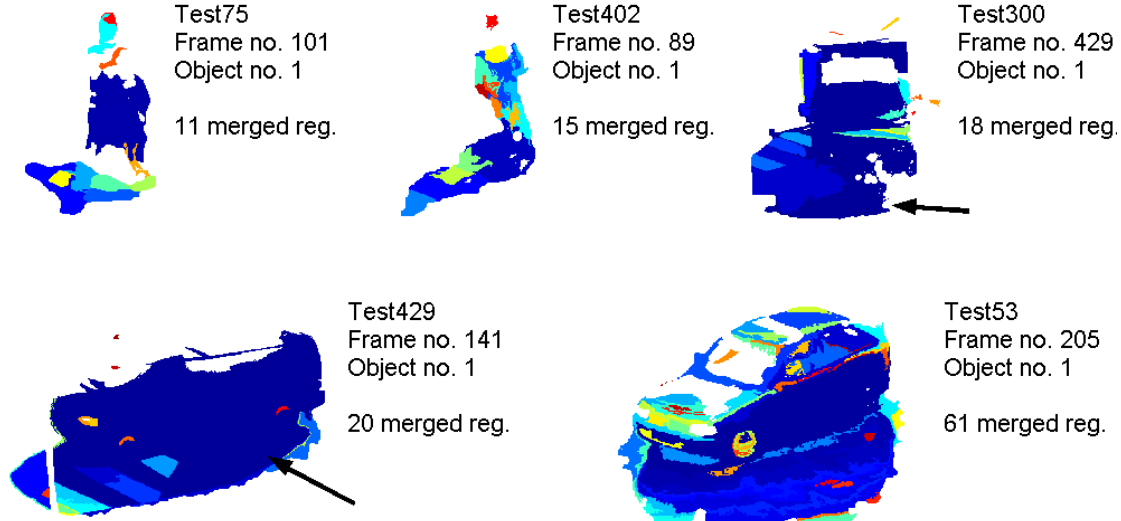 Test75
Frame no. 101
Object no. 1
11 merged reg.
Test402
Frame no. 89
Object no. 1
15 merged reg.
Test300
Frame no. 429
Object no. 1
18 merged reg.
Test429
Frame no. 141
Object no. 1
20 merged reg.
Test53
Frame no. 205
Object no. 1
61 merged reg.